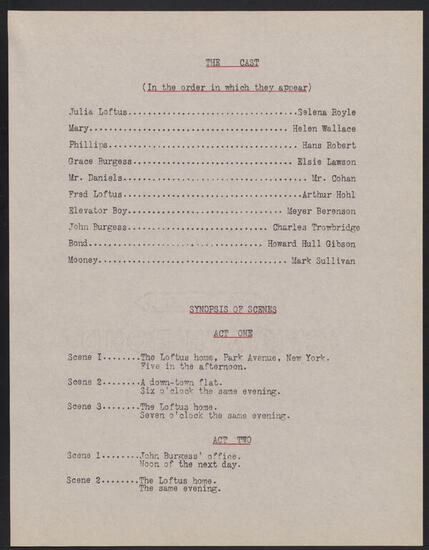 THE CAST
(In the order in which they appear)
Julia Loftus..................................Selena Royle
Mary........................................ Helen Wallace
Phillips...................................... Hans Robert
Grace Burgess................................ Elsie Lawson
Mr. Daniels..................................... Mr. Cohan
Fred Loftus....................................Arthur Hohl
Elevator Boy............................... Meyer Berenson
John Burgess............................ Charles Trowbridge
Bond.................................. Howard Hull Gibson
Mooney...................................... Mark Sullivan
SYNOPSIS OF SCENES
ACT ONE
Scene I........The Loftus home, Park Avenue, New York.
Five in the afternoon.
Scene 2........A down-town flat.
Six o'clock the same evening.
Scene 3........The Loftus home.
Seven o'clock the same evening.
ACT TWO
Scene 1........John Burgess' office.
Noon of the next day.
Scene 2........The Loftus home.
The same evening.